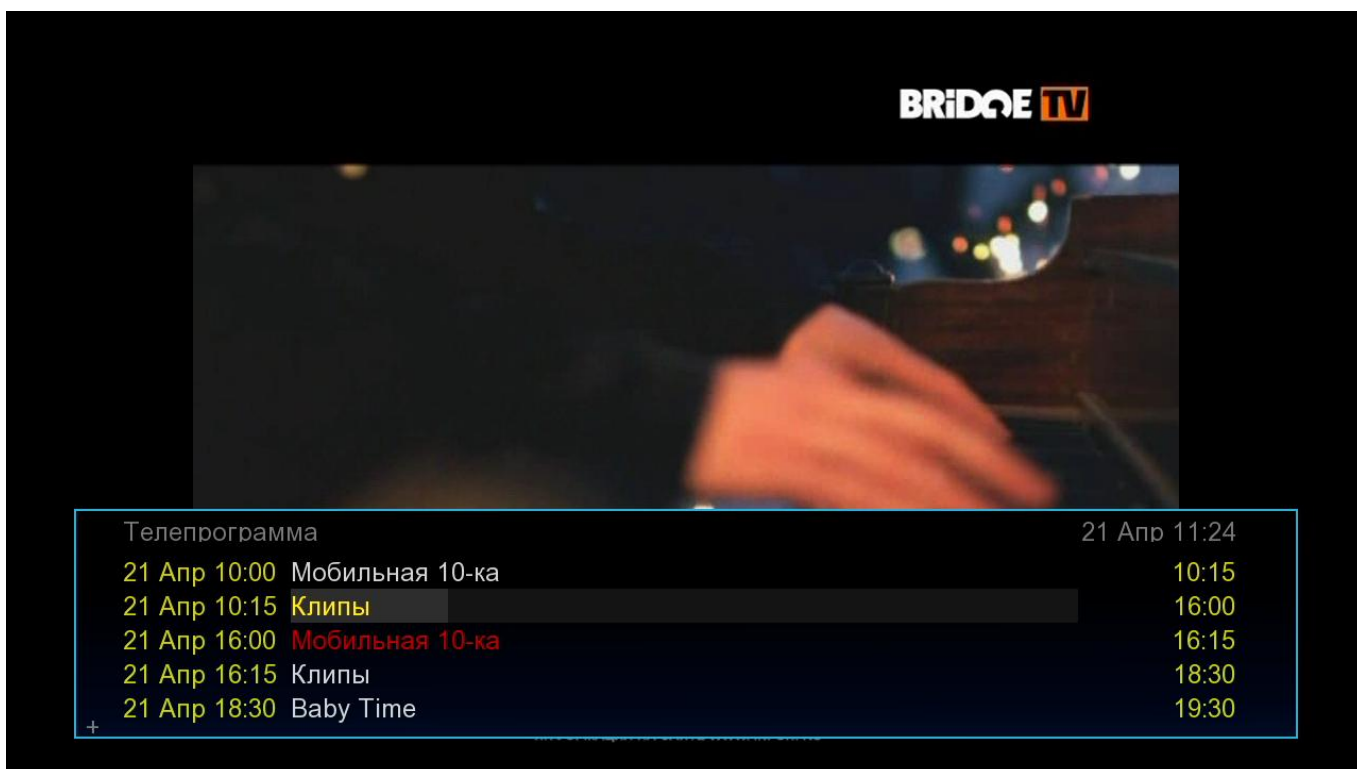 BRiDGE TV
Телепрограмма 21 Апр 11:24
21 Апр 10:00 Мобильная 10-ка 10:15
21 Апр 10:15 Клипы 16:00
21 Апр 16:00 Мобильная 10-ка 16:15
21 Апр 16:15 Клипы 18:30
21 Апр 18:30 Baby Time 19:30
+